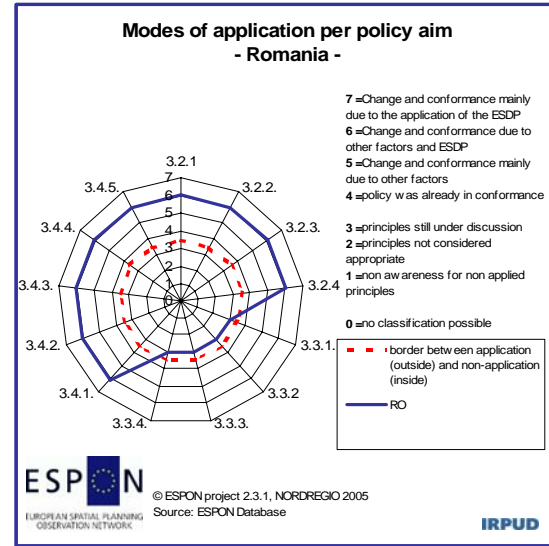 Modes of application per policy aim
- Romania -
7 =Change and conformance mainly
due to the application of the ESDP
6 =Change and conformance due to
other factors and ESDP
5 =Change and conformance mainly
due to other factors
4 =policy was already in conformance
3 =principles still under discussion
2 =principles not considered
appropriate
1 =non awareness for non applied
principles
0 =no classification possible
border between application
(outside) and non-application
(inside)
RO
3.2.1
3.2.2.
3.2.3.
3.2.4
3.3.1.
3.3.2
3.3.3.
3.3.4.
3.4.1.
3.4.2.
3.4.3.
3.4.4.
3.4.5.
7
6
5
4
3
2
1
0
ESPON
EUROPEAN SPATIAL PLANNING
OBSERVATION NETWORK
© ESPON project 2.3.1, NORDREGIO 2005
Source: ESPON Database
IRPUD